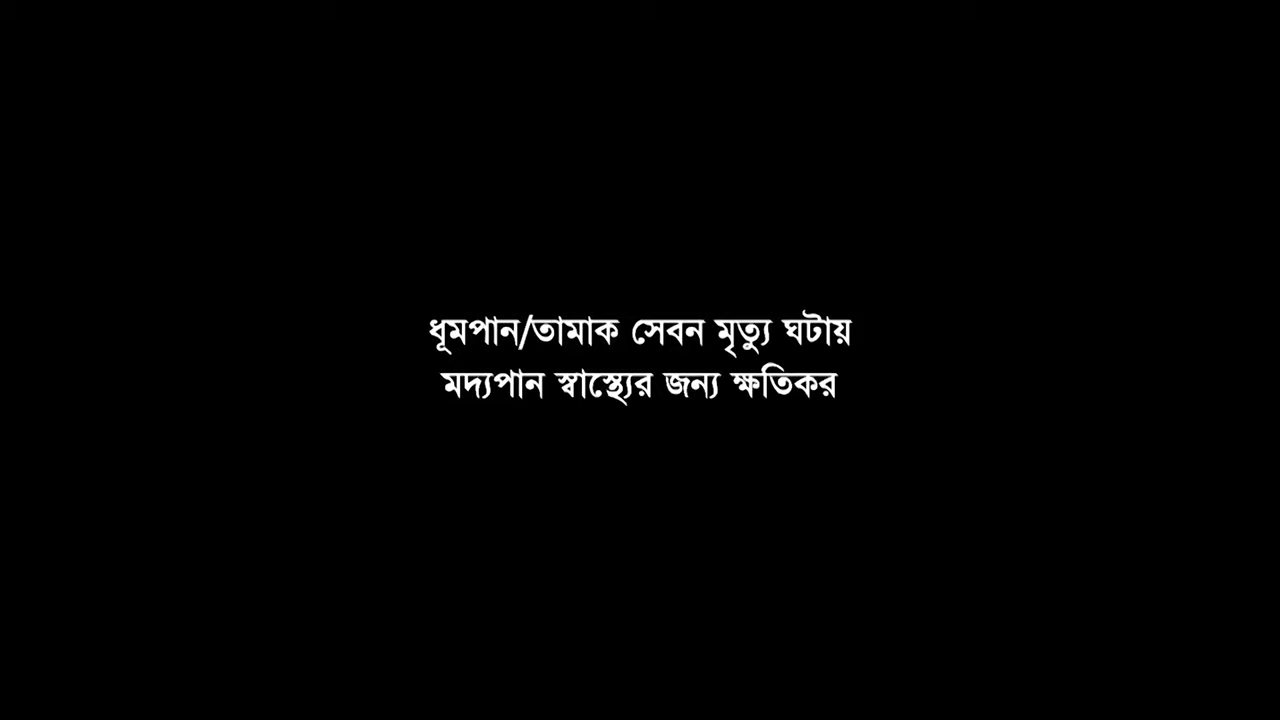 ধূমপান/তামাক সেবন মৃত্যু ঘটায়
মদ্যপান স্বাস্থ্যের জন্য ক্ষতিকর